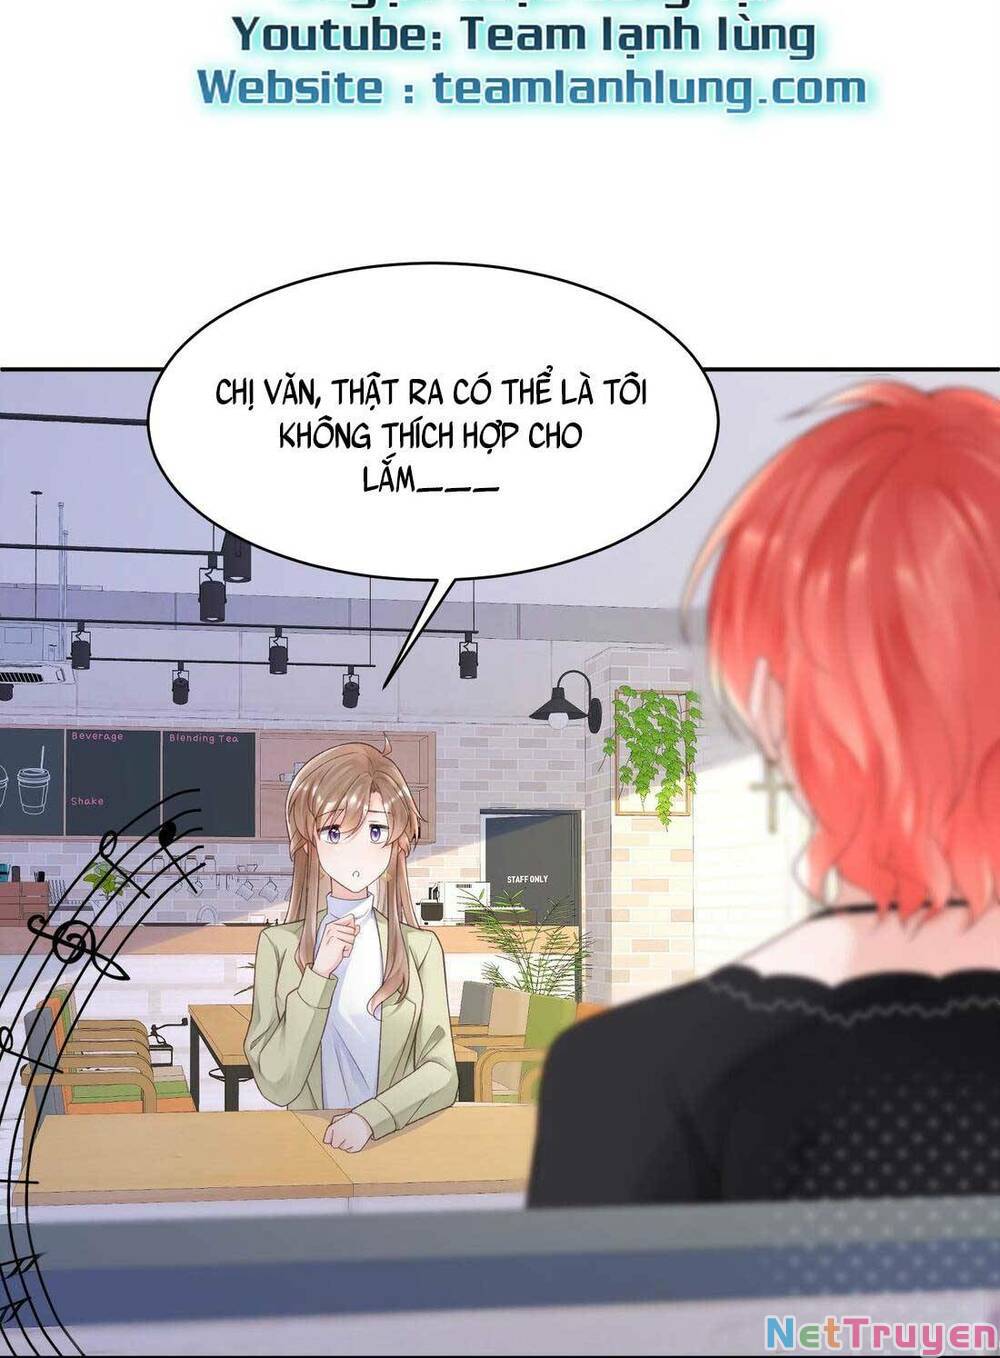 Youtube: Team lạnh lùng
Website : teamlanhlung.com
CHỊ VĂN, THẬT RA CÓ THỂ LÀ TÔI
KHÔNG THÍCH HỢP CHO
LẮM___
Beverage
Blending Tea
Shake
STAFF ONLY
NetTruyen